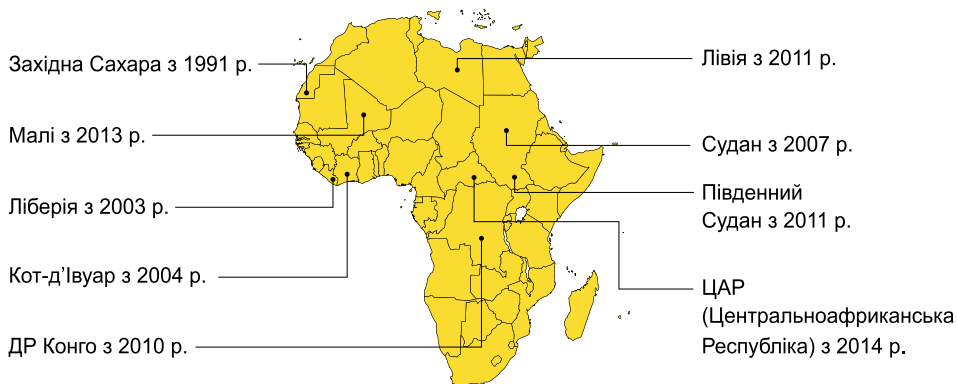 Західна Сахара з 1991 р.
Малі з 2013 р.
Ліберія з 2003 р.
Кот-д’Івуар з 2004 р.
ДР Конго з 2010 р.
Лівія з 2011 р.
Судан з 2007 р.
Південний
Судан з 2011 р.
ЦАР
(Центральноафриканська
Республіка) з 2014 р.